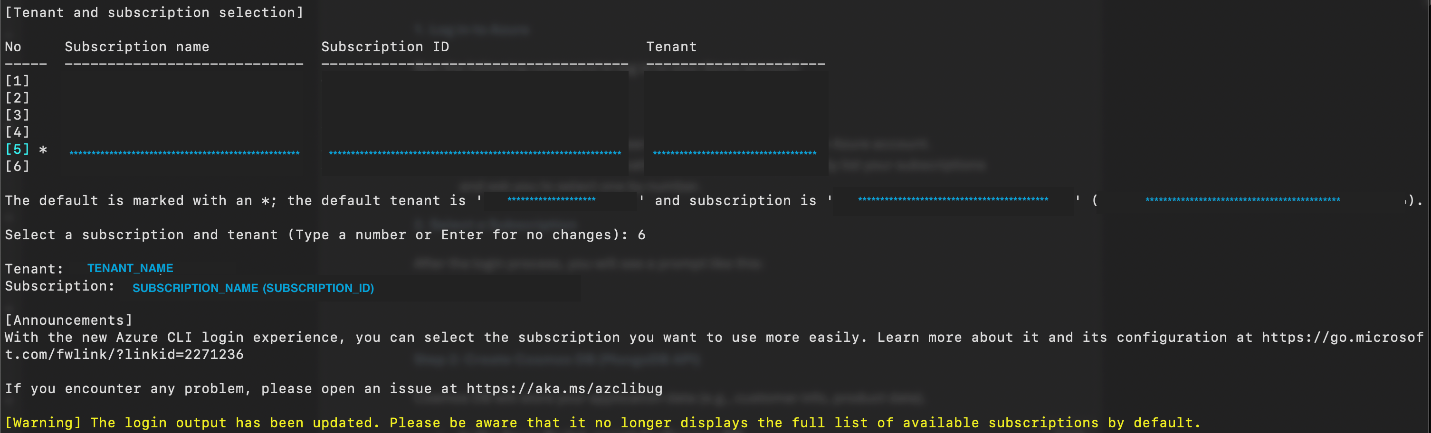 [Tenant and subscription selection]
No Subscription name Subscription ID Tenant
----- ---------------------------- ------------------------------------ ---------------------
[1]
[2]
[3]
[4]
[5] *
[6]
The default is marked with an *; the default tenant is ' ' and subscription is ' ' ( ).
Select a subscription and tenant (Type a number or Enter for no changes): 6
Tenant: TENANT_NAME
Subscription: SUBSCRIPTION_NAME (SUBSCRIPTION_ID)
[Announcements]
With the new Azure CLI login experience, you can select the subscription you want to use more easily. Learn more about it and its configuration at https://go.microsof
t.com/fwlink/?linkid=2271236
If you encounter any problem, please open an issue at https://aka.ms/azclibug
[Warning] The login output has been updated. Please be aware that it no longer displays the full list of available subscriptions by default.